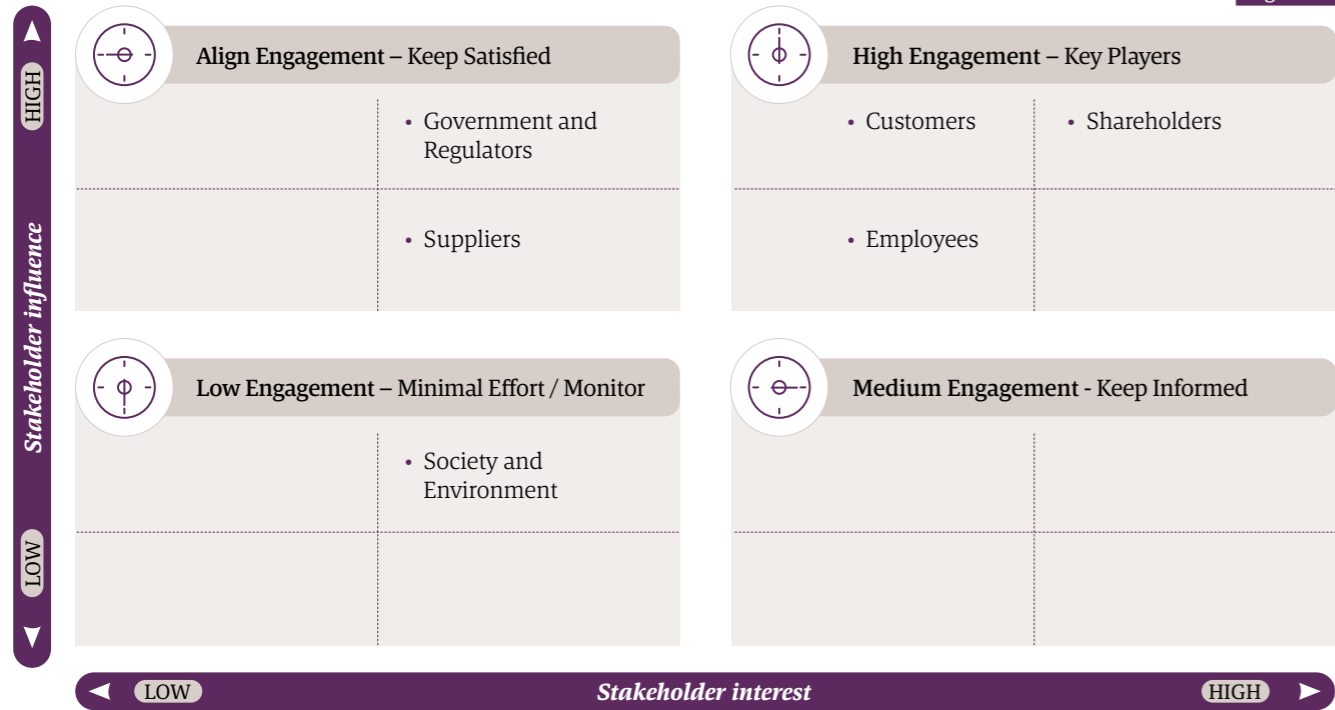 Align Engagement – Keep Satisfied
• Government and
Regulators
• Suppliers
High Engagement – Key Players
• Customers
• Shareholders
• Employees
Low Engagement – Minimal Effort / Monitor
• Society and
Environment
Medium Engagement - Keep Informed
HIGH
Stakeholder influence
LOW
LOW
Stakeholder interest
HIGH